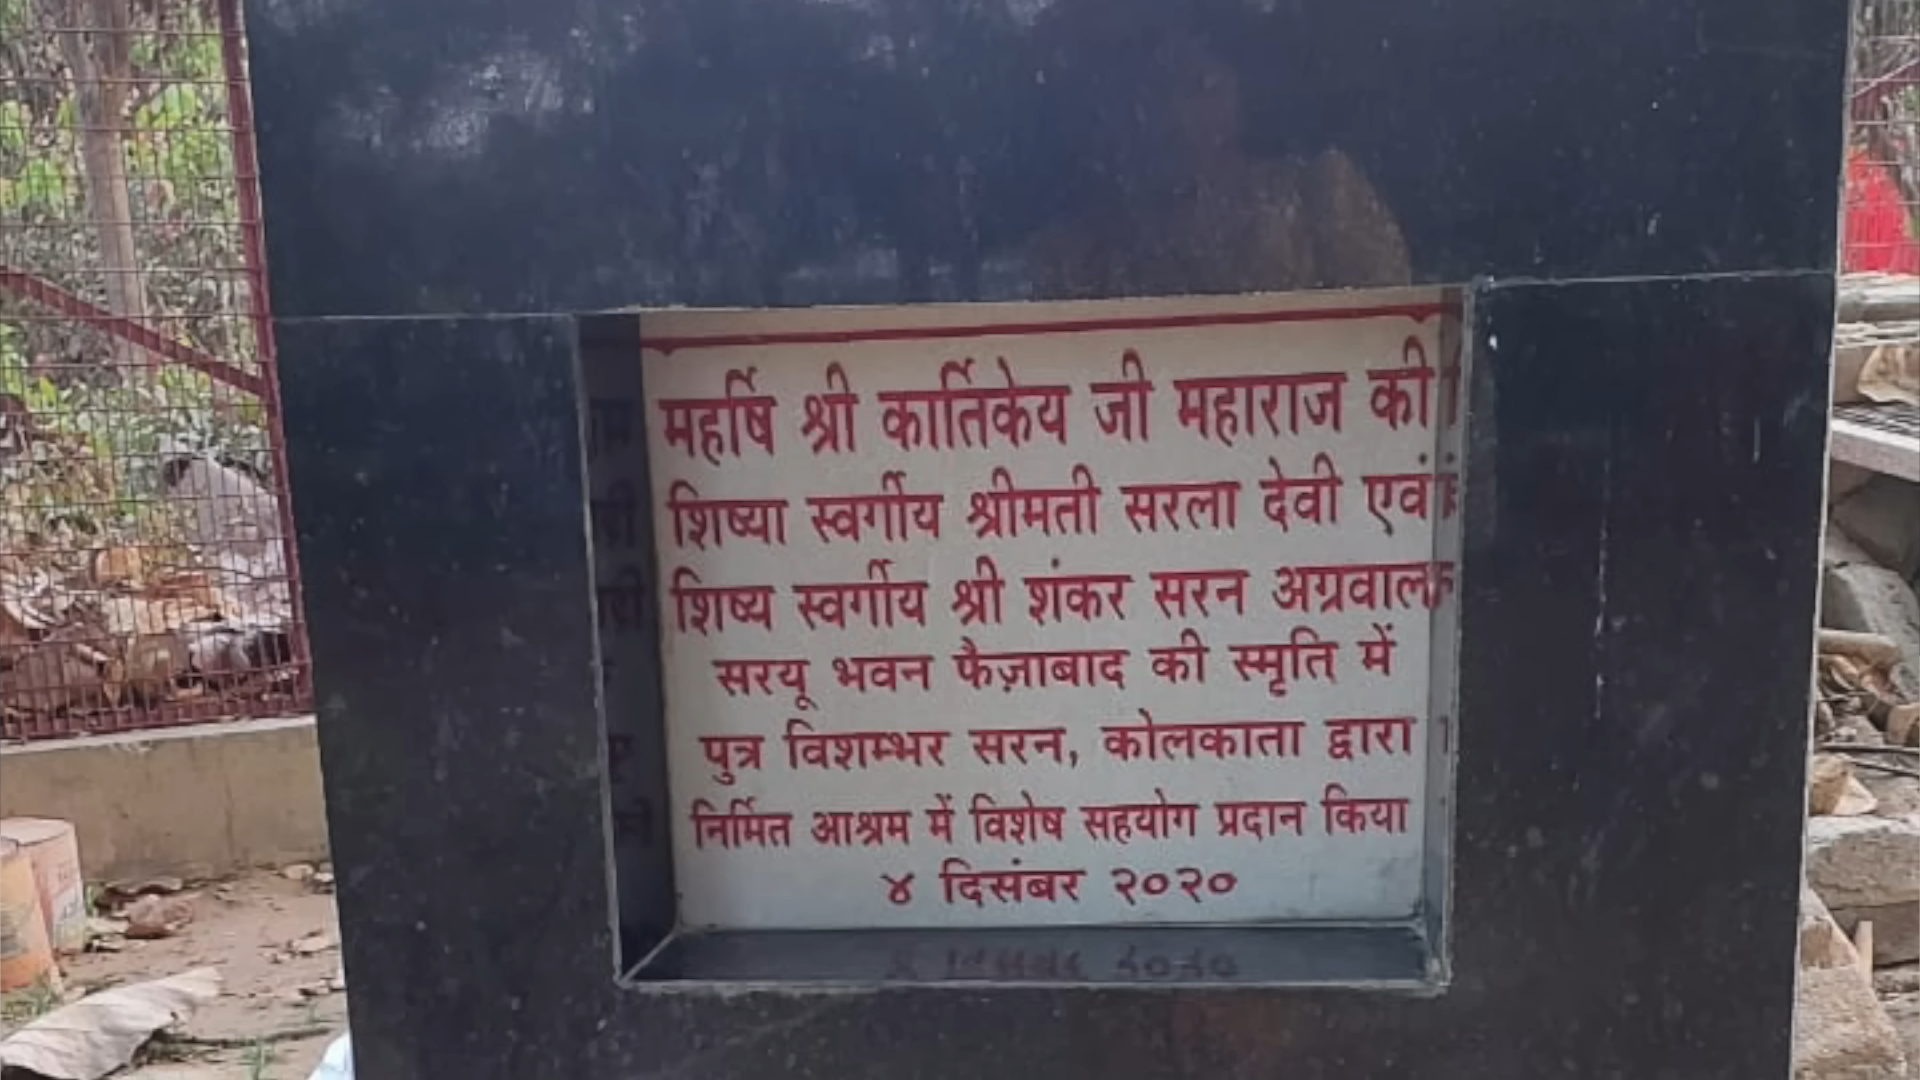 महर्षि श्री कार्तिकेय जी महाराज की
शिष्या स्वर्गीय श्रीमती सरला देवी एवं
शिष्य स्वर्गीय श्री शंकर सरन अग्रवाल
सरयू भवन फैज़ाबाद की स्मृति में
पुत्र विशम्भर सरन, कोलकाता द्वारा
निर्मित आश्रम में विशेष सहयोग प्रदान किया
४ दिसंबर २०२०